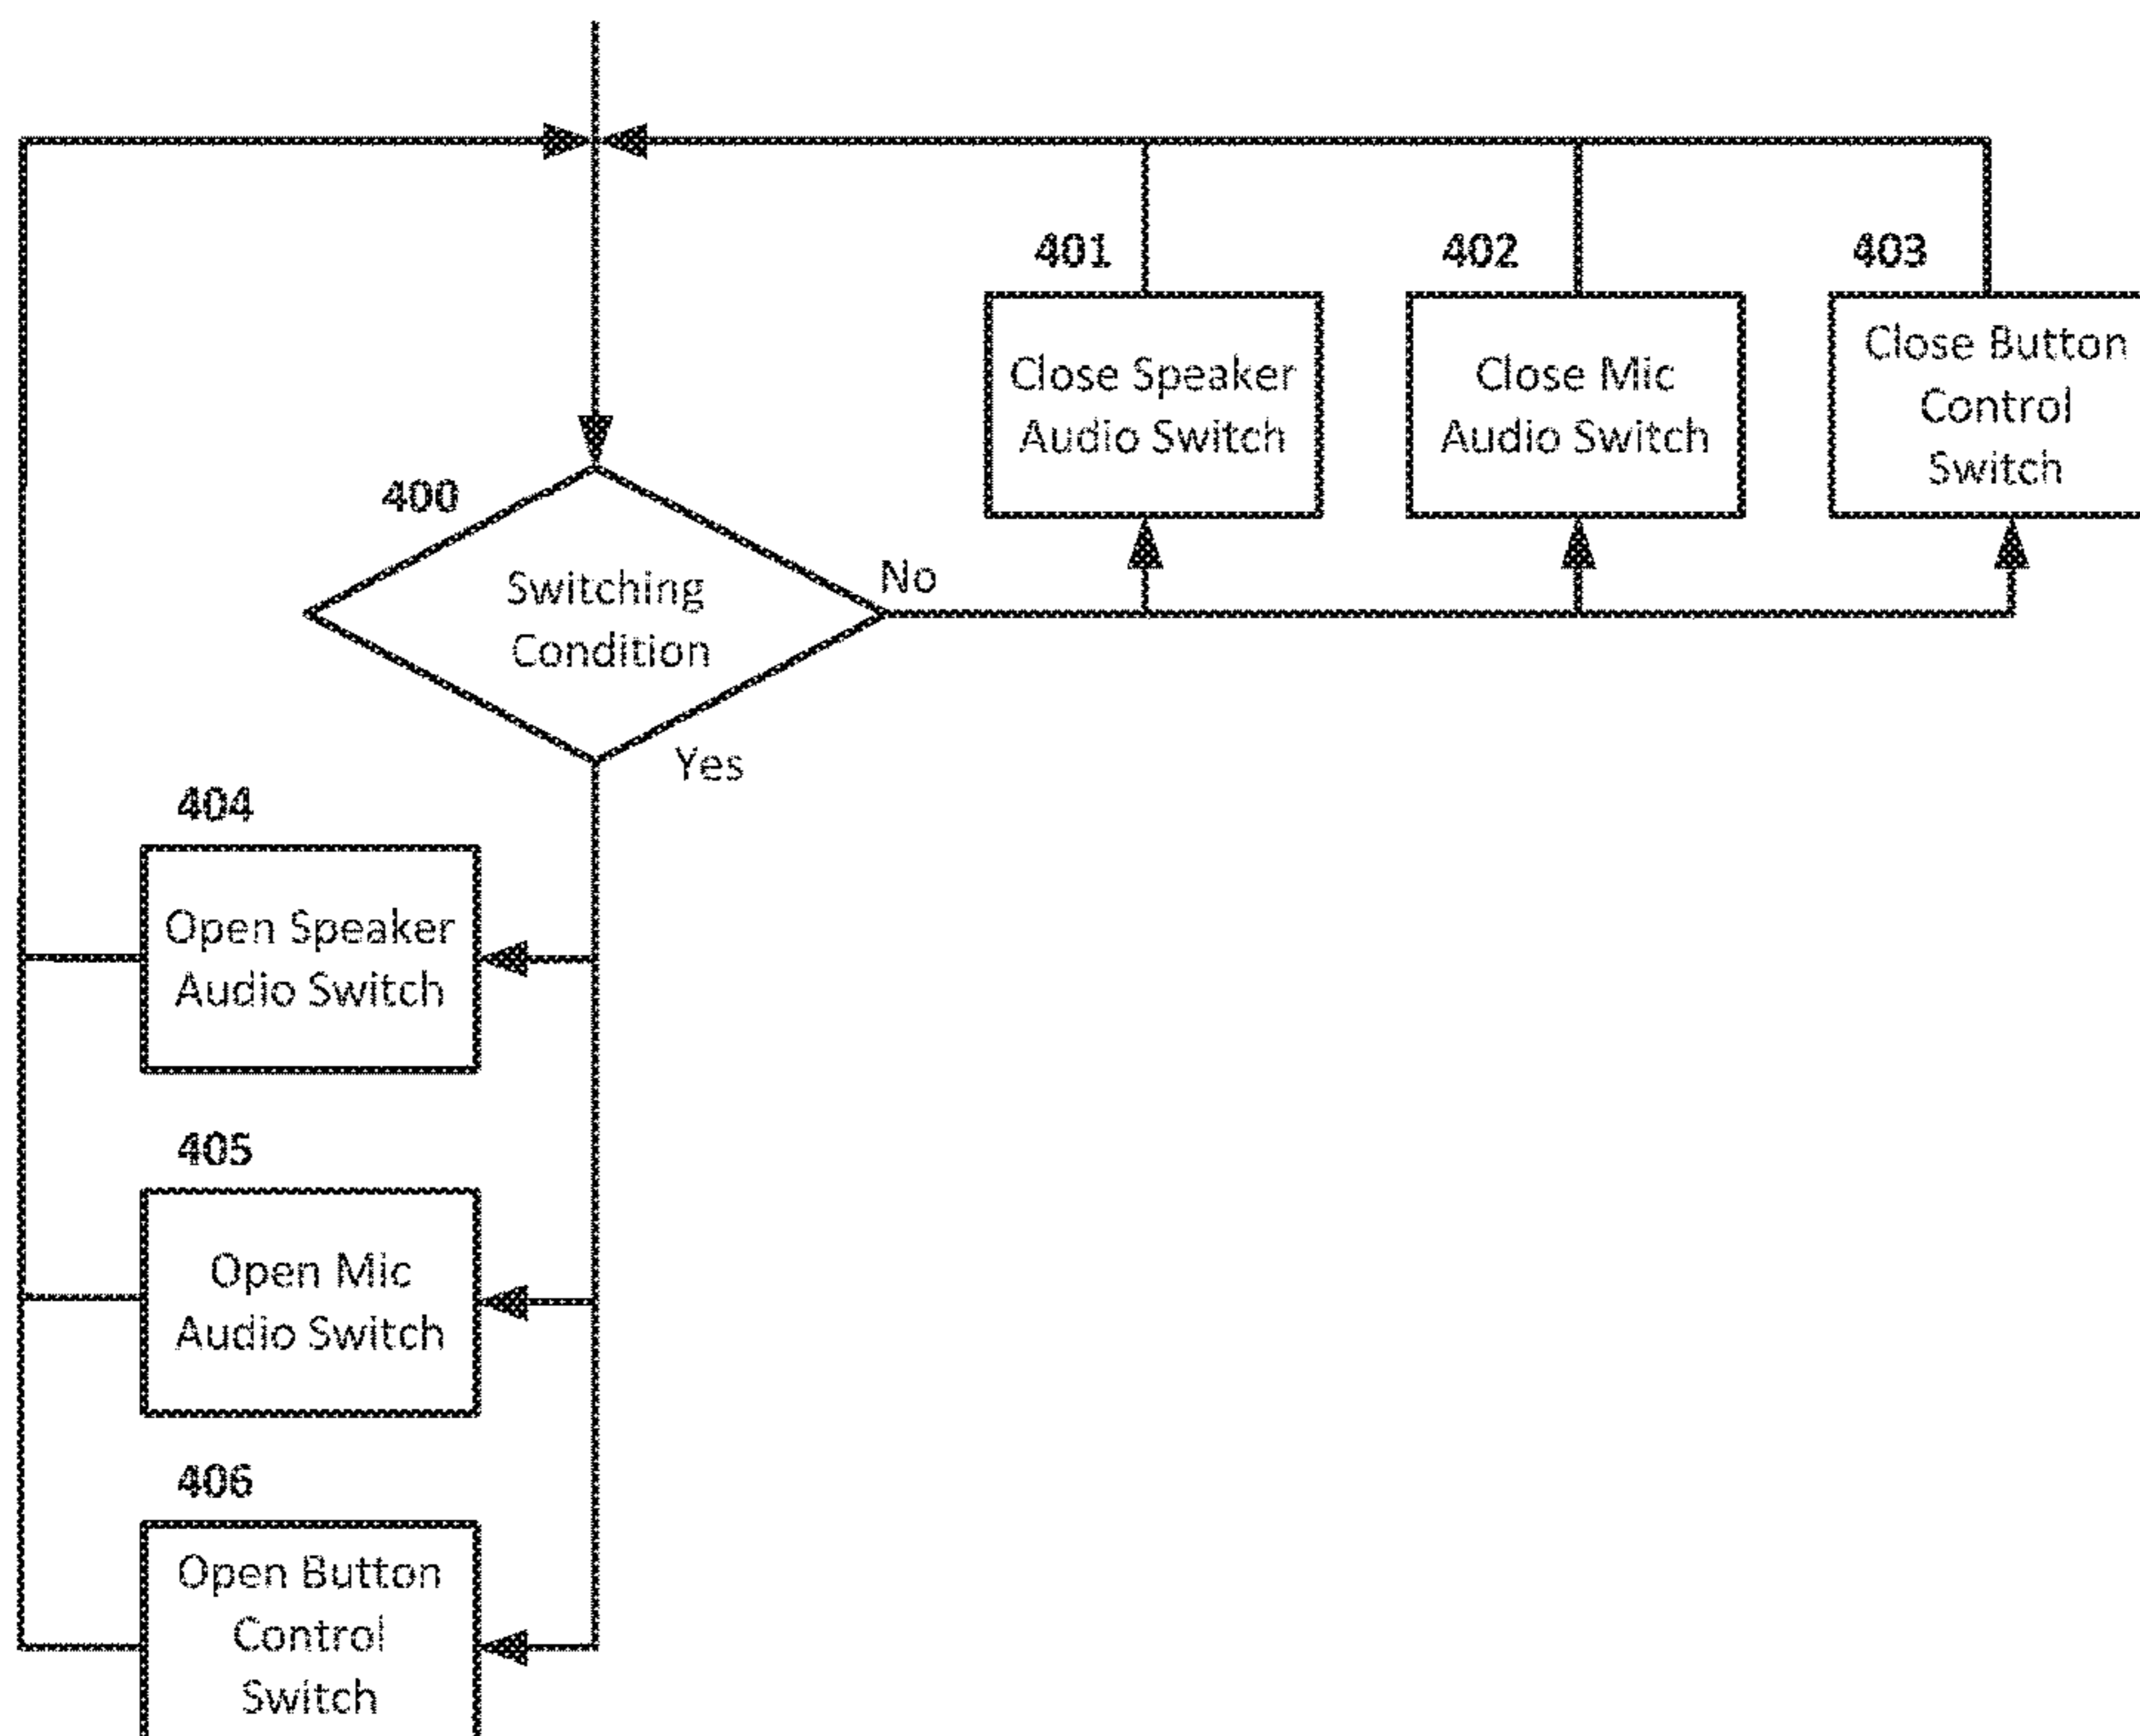 401
402
403
Close Speaker
Audio Switch
Close Mic
Audio Switch
Close Button
Control
Switch
400
Switching
Condition
No
Yes
404
Open Speaker
Audio Switch
405
Open Mic
Audio Switch
406
Open Button
Control
Switch